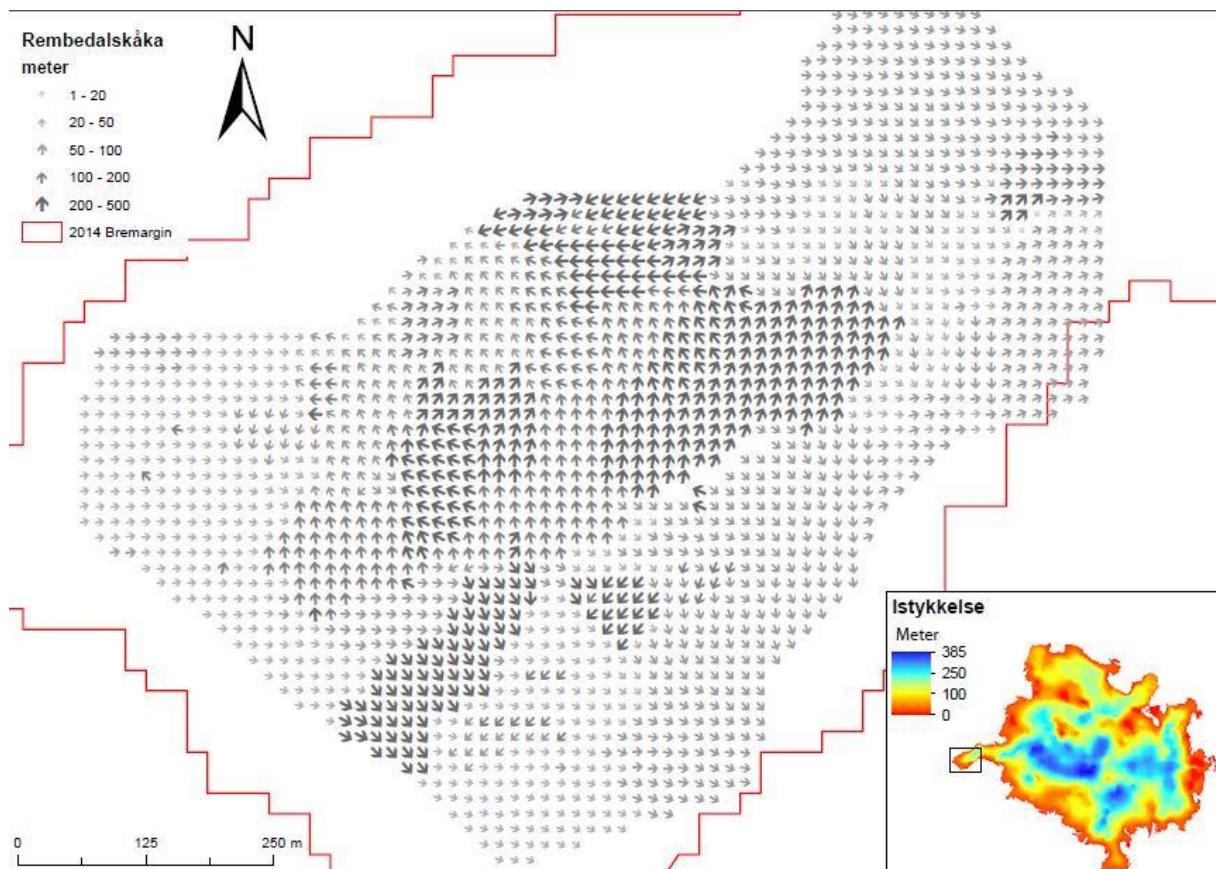 Rembedalskåka
meter
1 - 20
20 - 50
50 - 100
100 - 200
200 - 500
2014 Bremargin
N
0 125 250 m
Istykkelse
Meter
385
250
100
0